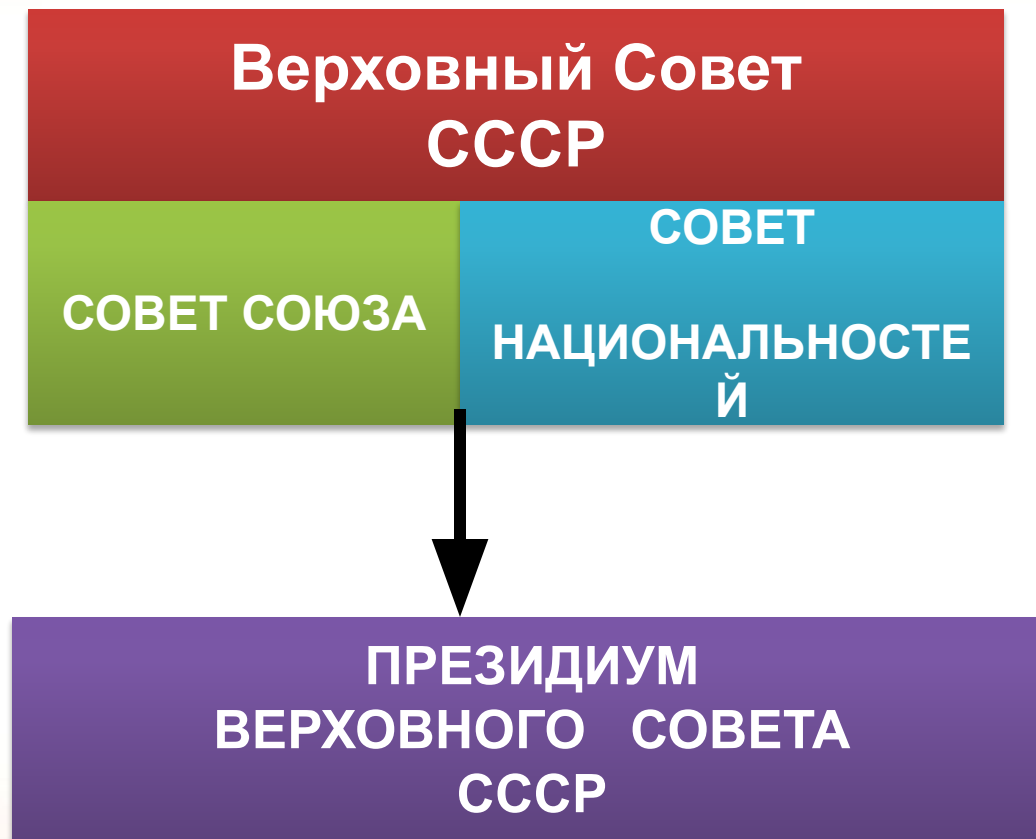 Верховный Совет
СССР
СОВЕТ СОЮЗА
СОВЕТ
НАЦИОНАЛЬНОСТЕ
Й
ПРЕЗИДИУМ
ВЕРХОВНОГО СОВЕТА
СССР